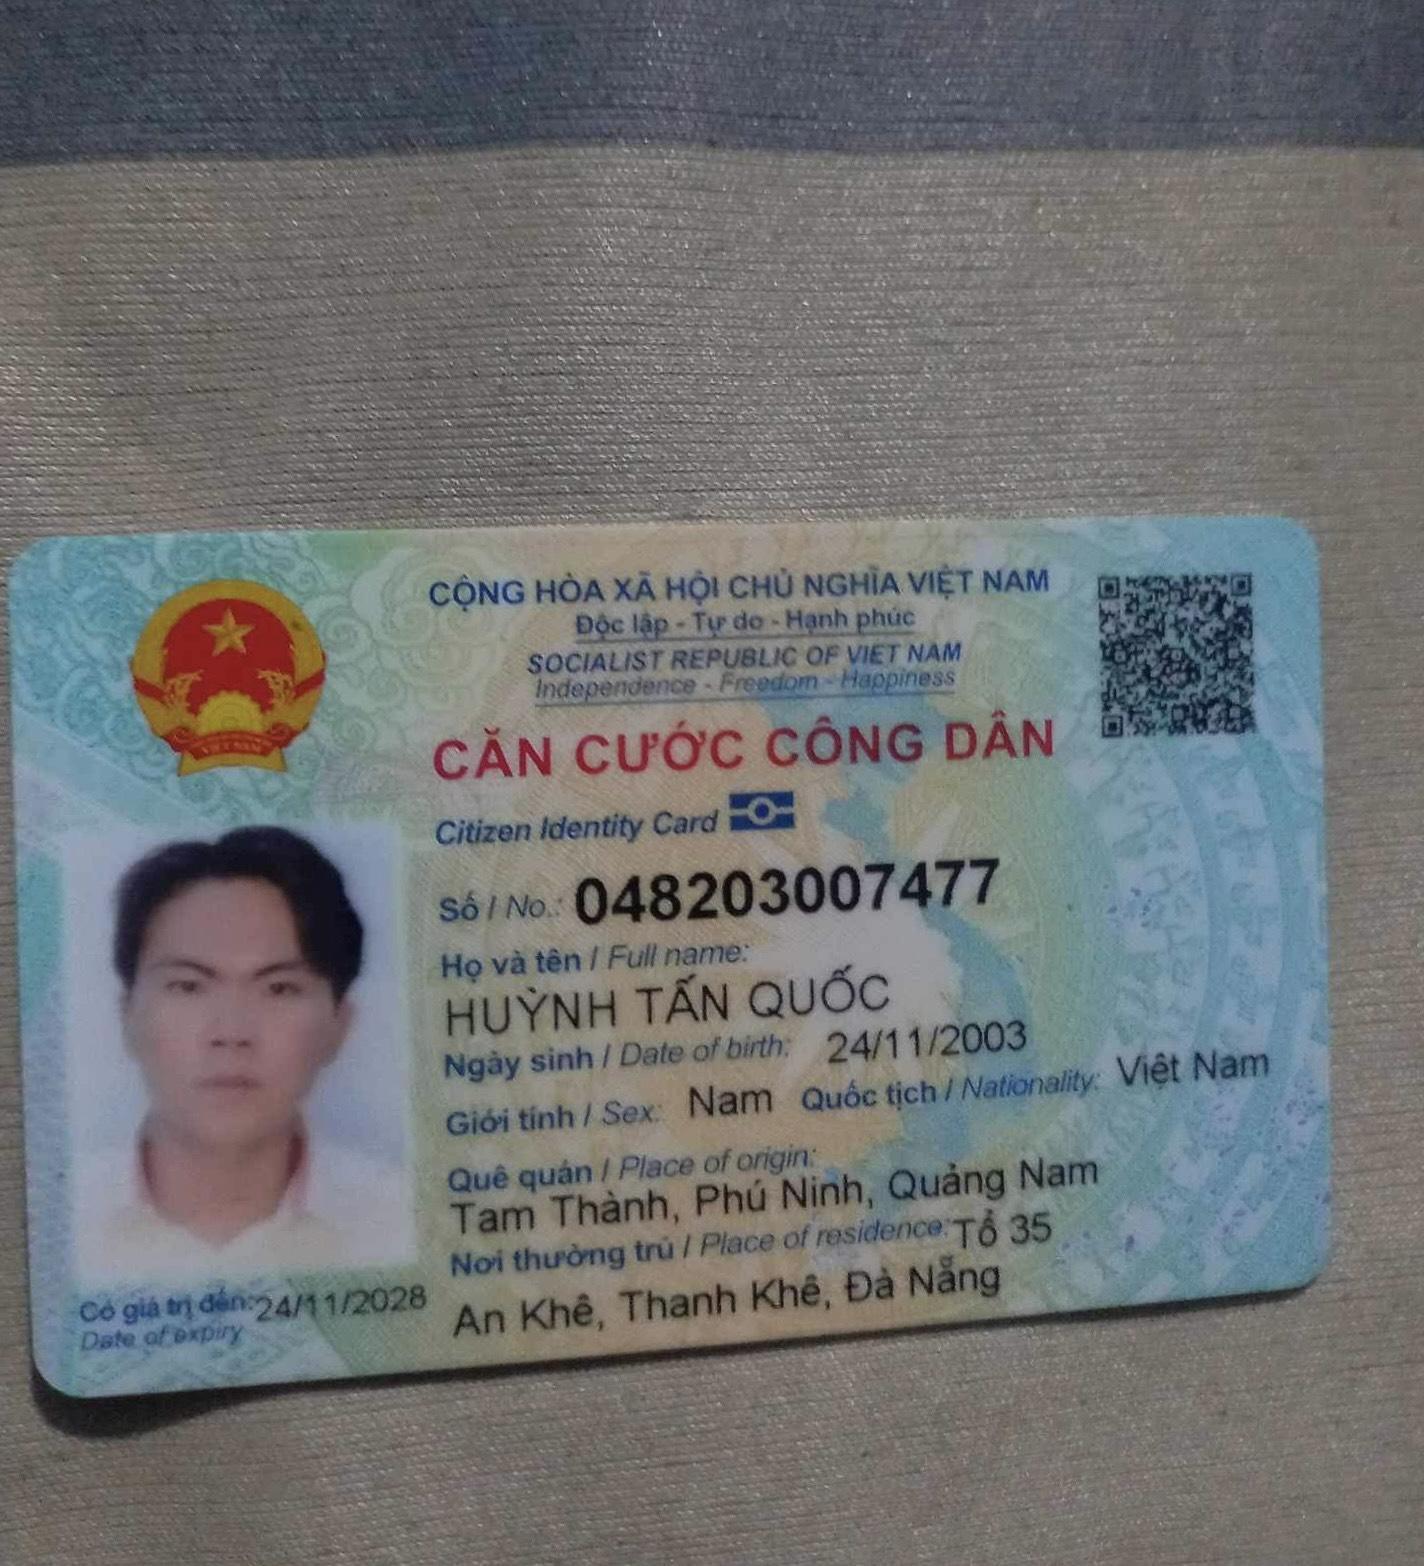 CỘNG HÒA XÃ HỘI CHỦ NGHĨA VIỆT NAM
Độc lập - Tự do - Hạnh phúc
SOCIALIST REPUBLIC OF VIET NAM
Independence - Freedom - Happiness
CĂN CƯỚC CÔNG DÂN
Citizen Identity Card
Số / No.: 048203007477
Họ và tên / Full name:
HUỲNH TẤN QUỐC
Ngày sinh / Date of birth: 24/11/2003
Giới tính / Sex: Nam Quốc tịch / Nationality: Việt Nam
Quê quán / Place of origin:
Tam Thành, Phú Ninh, Quảng Nam
Nơi thường trú / Place of residence: Tổ 35
An Khê, Thanh Khê, Đà Nẵng
Có giá trị đến: 24/11/2028
Date of expiry